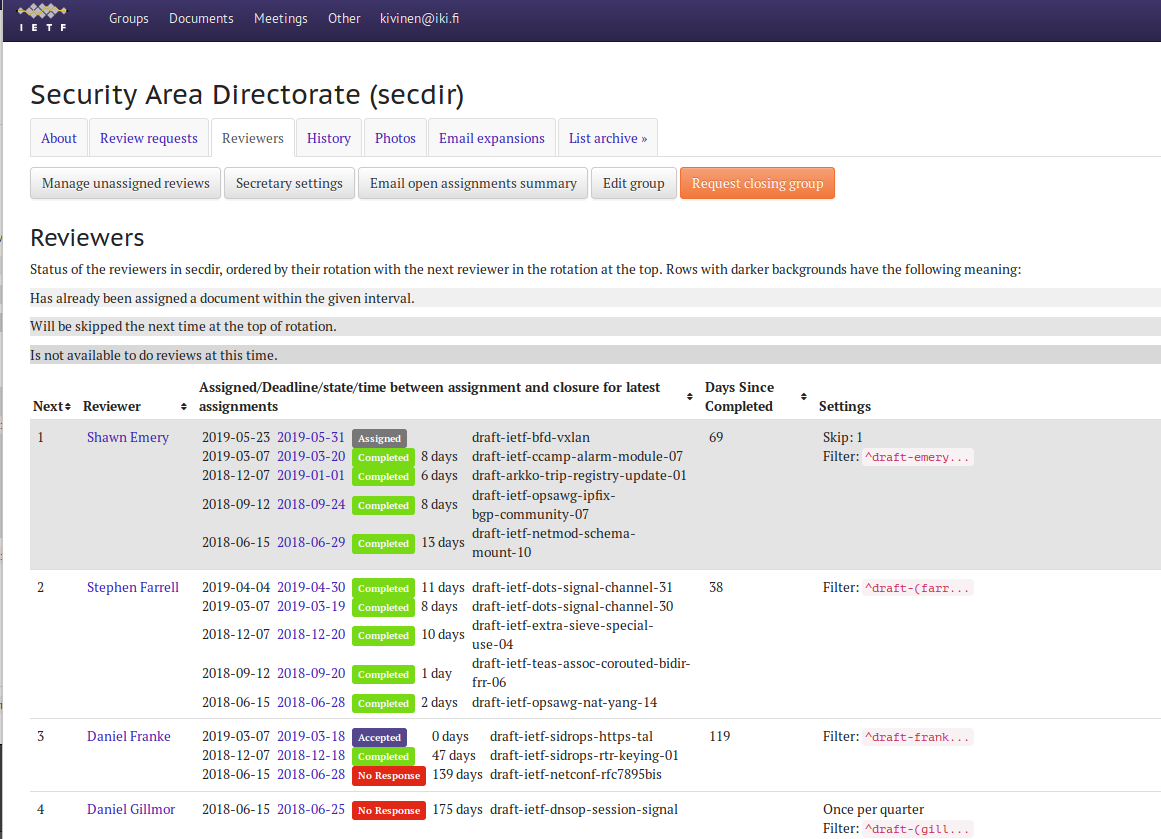 IETF Groups Documents Meetings Other kivinen@iki.fi
Security Area Directorate (secdir)
About Review requests Reviewers History Photos Email expansions List archive »
Manage unassigned reviews Secretary settings Email open assignments summary Edit group Request closing group
Reviewers
Status of the reviewers in secdir, ordered by their rotation with the next reviewer in the rotation at the top. Rows with darker backgrounds have the following meaning:
Has already been assigned a document within the given interval.
Will be skipped the next time at the top of rotation.
Is not available to do reviews at this time.
Next Reviewer Assigned/Deadline/state/time between assignment and closure for latest assignments Days Since Completed Settings
1 Shawn Emery 2019-05-23 2019-05-31 Assigned draft-ietf-bfd-vxlan 69 Skip: 1
2019-03-07 2019-03-20 Completed 8 days draft-ietf-ccamp-alarm-module-07 Filter: ^draft-emery...
2018-12-07 2019-01-01 Completed 6 days draft-arkko-trip-registry-update-01
2018-09-12 2018-09-24 Completed 8 days draft-ietf-opsawg-ipfix-
bgp-community-07
2018-06-15 2018-06-29 Completed 13 days draft-ietf-netmod-schema-
mount-10
2 Stephen Farrell 2019-04-04 2019-04-30 Completed 11 days draft-ietf-dots-signal-channel-31 38 Filter: ^draft-(farr...
2019-03-07 2019-03-19 Completed 8 days draft-ietf-dots-signal-channel-30
2018-12-07 2018-12-20 Completed 10 days draft-ietf-extra-sieve-special-
use-04
2018-09-12 2018-09-20 Completed 1 day draft-ietf-teas-assoc-corouted-bidir-
frr-06
2018-06-15 2018-06-28 Completed 2 days draft-ietf-opsawg-nat-yang-14
3 Daniel Franke 2019-03-07 2019-03-18 Accepted 0 days draft-ietf-sidrops-https-tal 119 Filter: ^draft-frank...
2018-12-07 2018-12-18 Completed 47 days draft-ietf-sidrops-rtr-keying-01
2018-06-15 2018-06-28 No Response 139 days draft-ietf-netconf-rfc7895bis
4 Daniel Gillmor 2018-06-15 2018-06-25 No Response 175 days draft-ietf-dnsop-session-signal Once per quarter
Filter: ^draft-(gill...